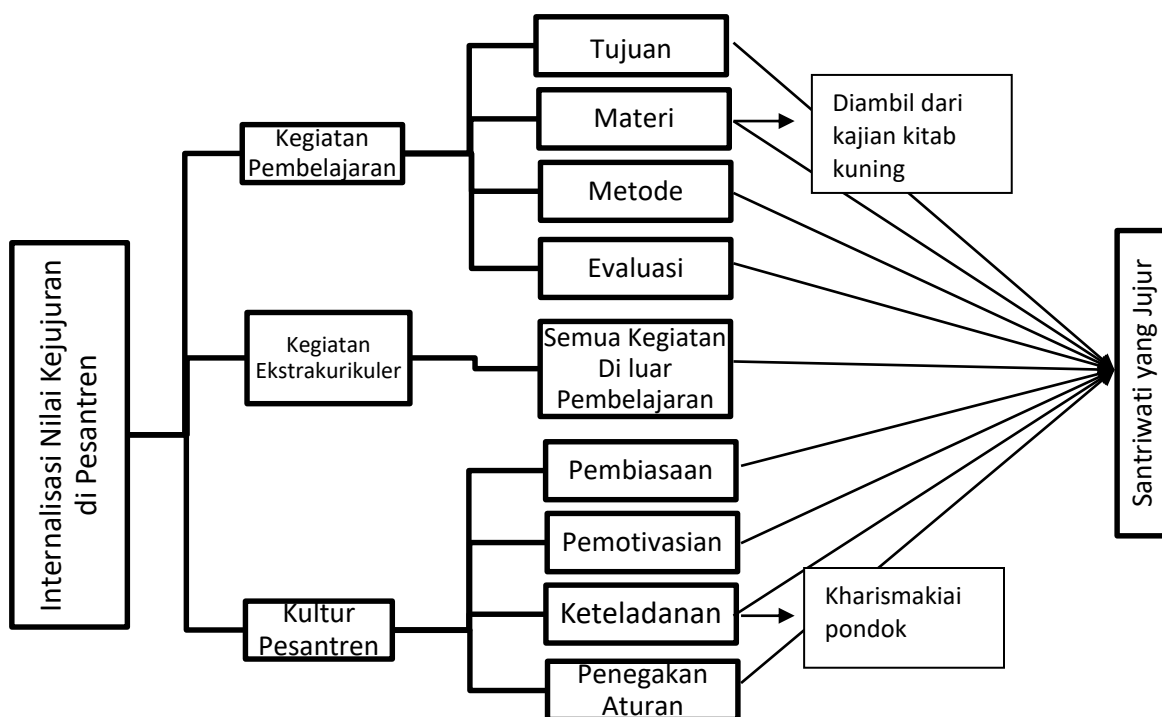 Internalisasi Nilai Kejujuran
di Pesantren
Kegiatan
Pembelajaran
Tujuan
Materi
Metode
Evaluasi
Diambil dari
kajian kitab
kuning
Kegiatan
Ekstrakurikuler
Semua Kegiatan
Di luar
Pembelajaran
Kultur
Pesantren
Pembiasaan
Pemotivasian
Keteladanan
Penegakan
Aturan
Kharismakiai
pondok
Santriwati yang Jujur